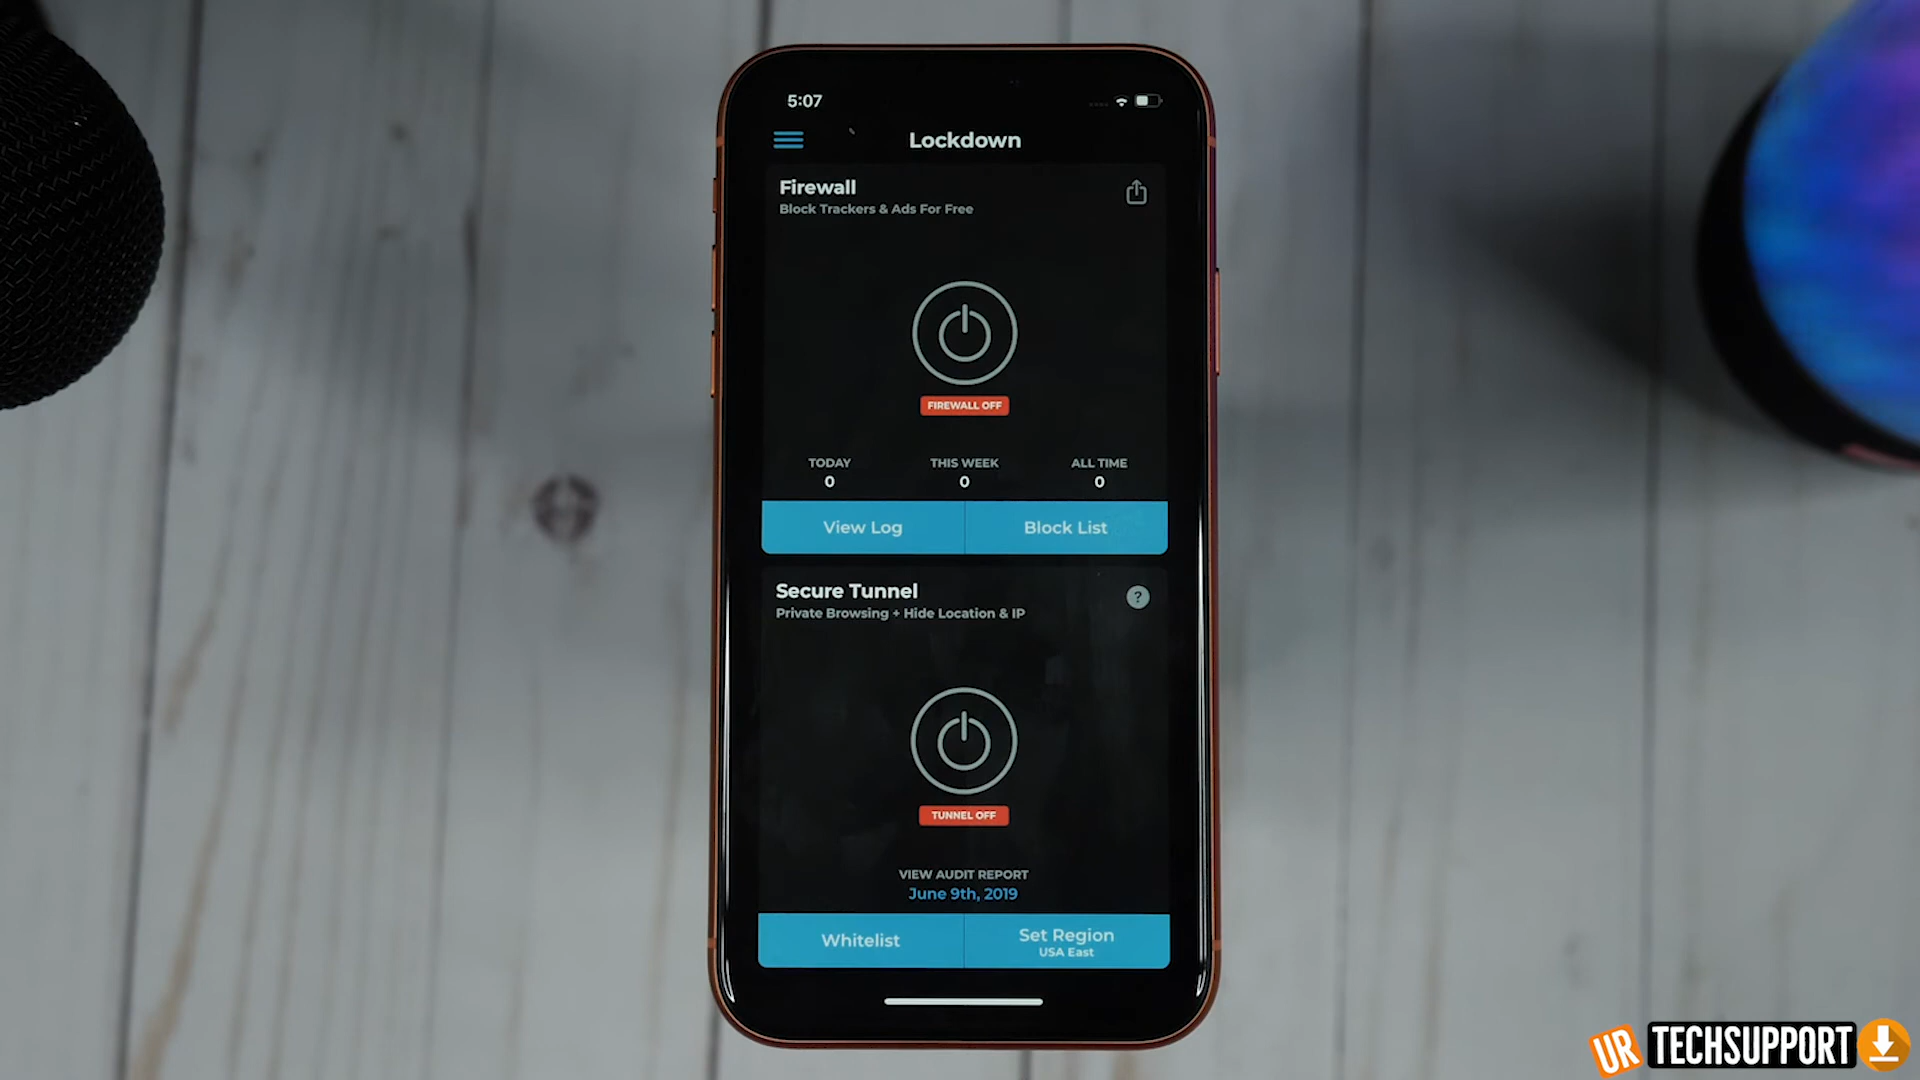 5:07
Lockdown
Firewall
Block Trackers & Ads For Free
FIREWALL OFF
TODAY THIS WEEK ALL TIME
0 0 0
View Log Block List
Secure Tunnel
?
Private Browsing + Hide Location & IP
TUNNEL OFF
VIEW AUDIT REPORT
June 9th, 2019
Whitelist Set Region
USA East
UR TECHSUPPORT